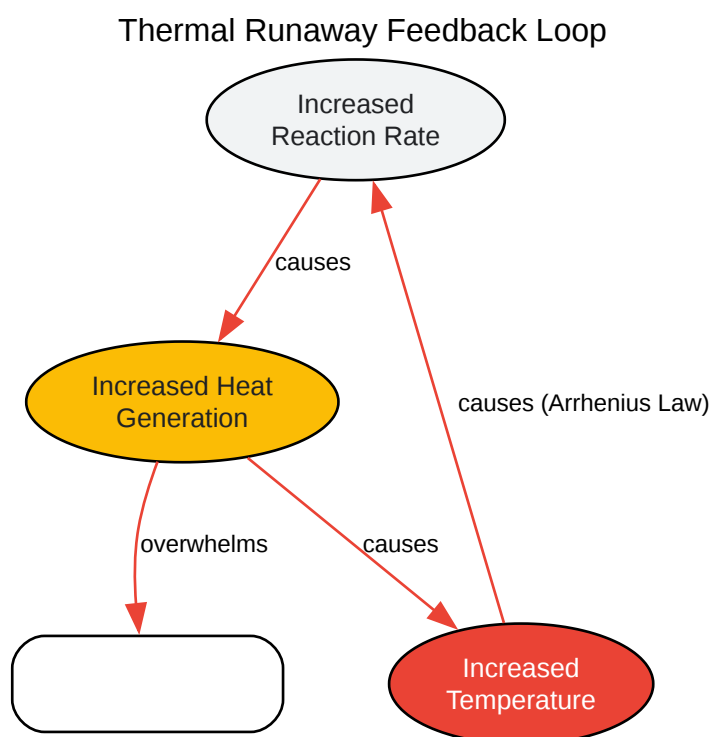 Thermal Runaway Feedback Loop
Increased
Reaction Rate
causes
Increased Heat
Generation
causes (Arrhenius Law)
overwhelms
causes
Increased
Temperature